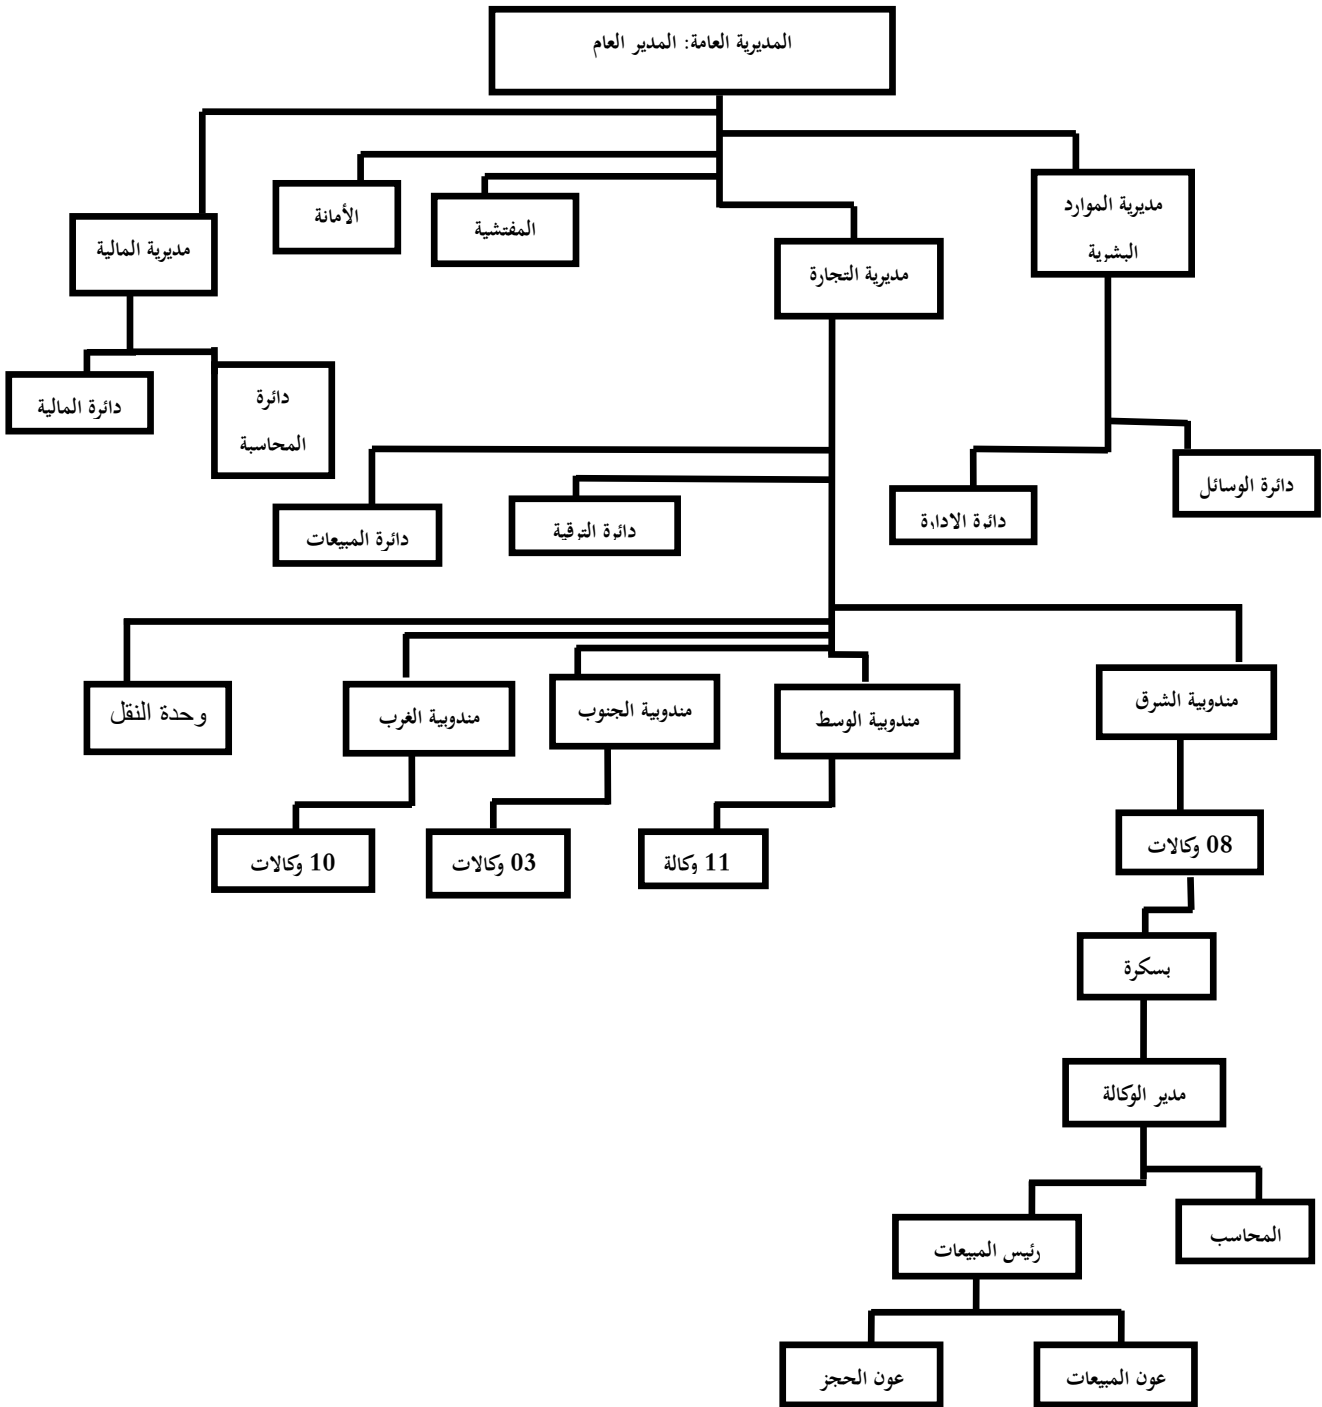 المديرية العامة: المدير العام
مديرية الموارد
البشرية
الأمانة
المفتشية
مديرية المالية
مديرية التجارة
دائرة
المحاسبة
دائرة المالية
دائرة الوسائل
دائرة الادارة
دائرة الترقية
دائرة المبيعات
مندوبية الشرق
مندوبية الوسط
مندوبية الجنوب
مندوبية الغرب
وحدة النقل
08 وكالات
11 وكالة
03 وكالات
10 وكالات
بسكرة
مدير الوكالة
المحاسب
رئيس المبيعات
عون المبيعات
عون الحجز